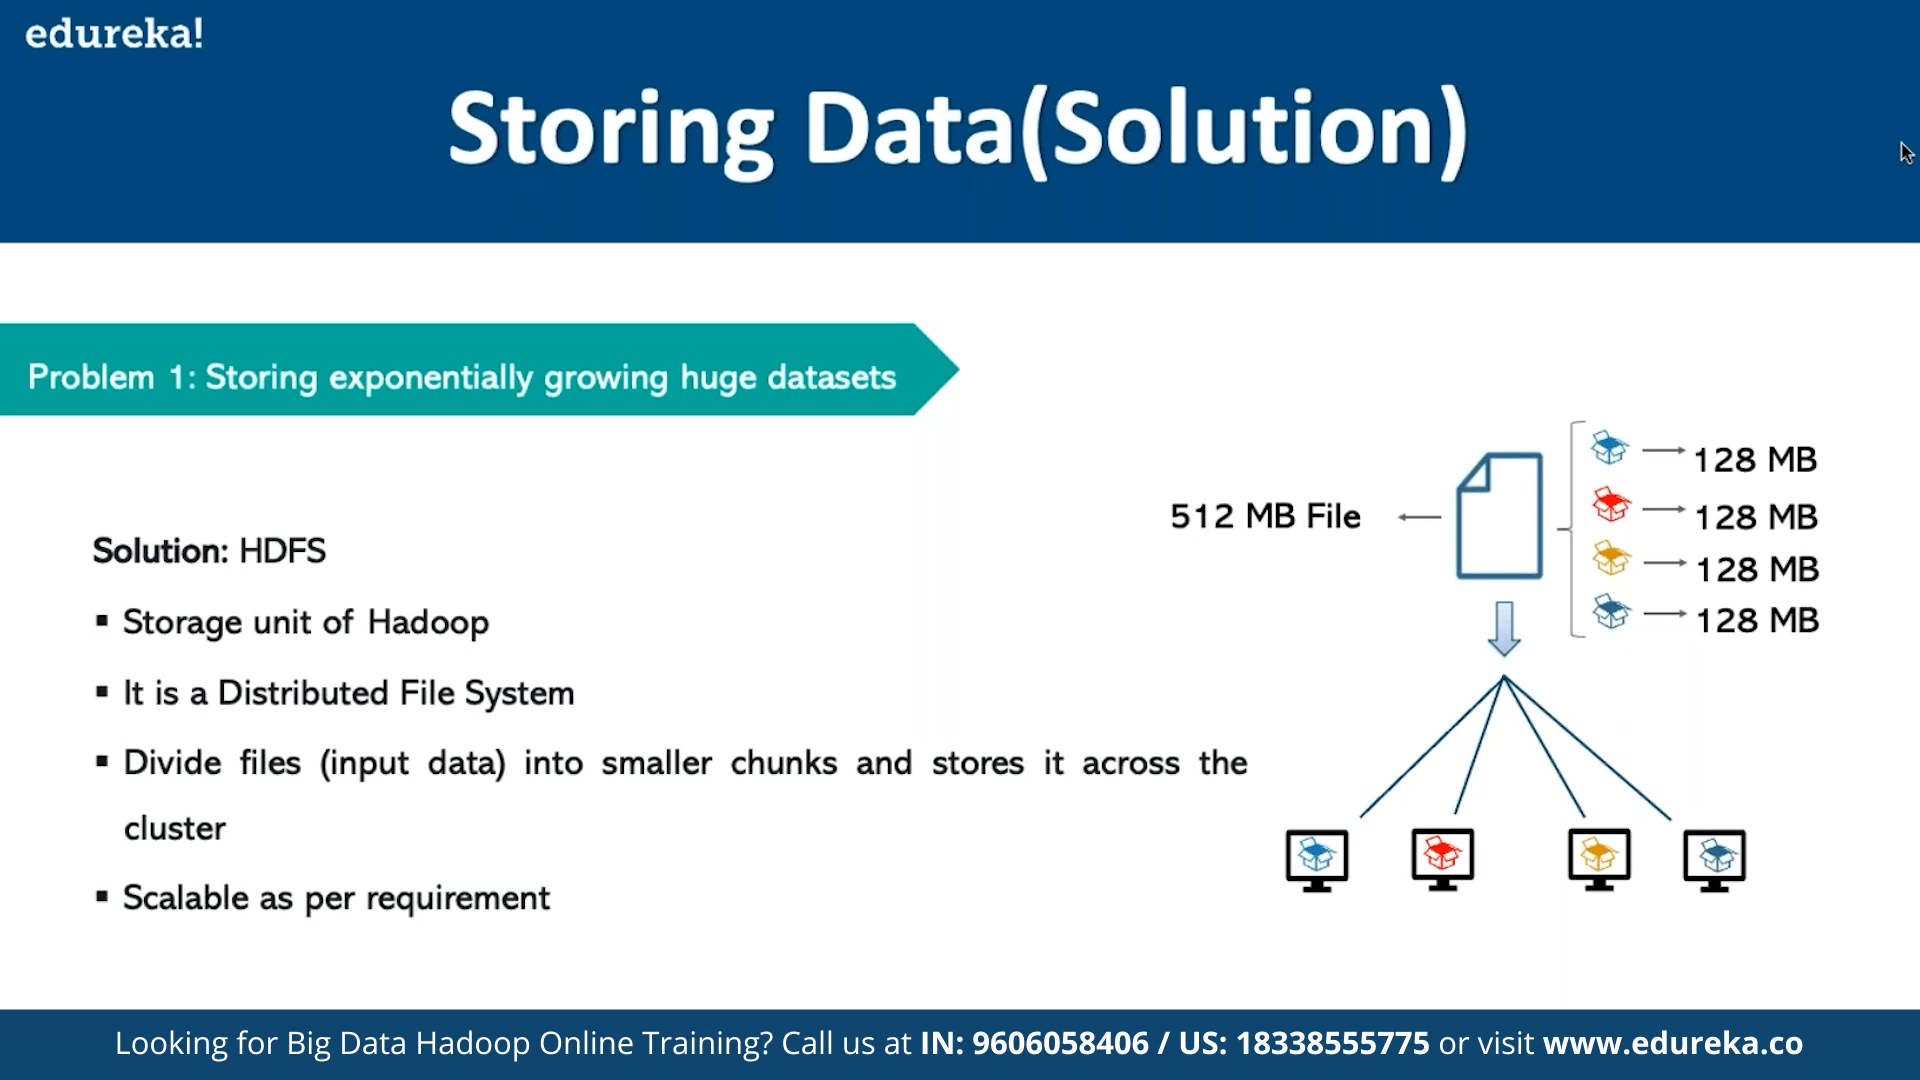 edureka!
Storing Data(Solution)
Problem 1: Storing exponentially growing huge datasets
Solution: HDFS
▪ Storage unit of Hadoop
▪ It is a Distributed File System
▪ Divide files (input data) into smaller chunks and stores it across the
cluster
▪ Scalable as per requirement
512 MB File
128 MB
128 MB
128 MB
128 MB
Looking for Big Data Hadoop Online Training? Call us at IN: 9606058406 / US: 18338555775 or visit www.edureka.co